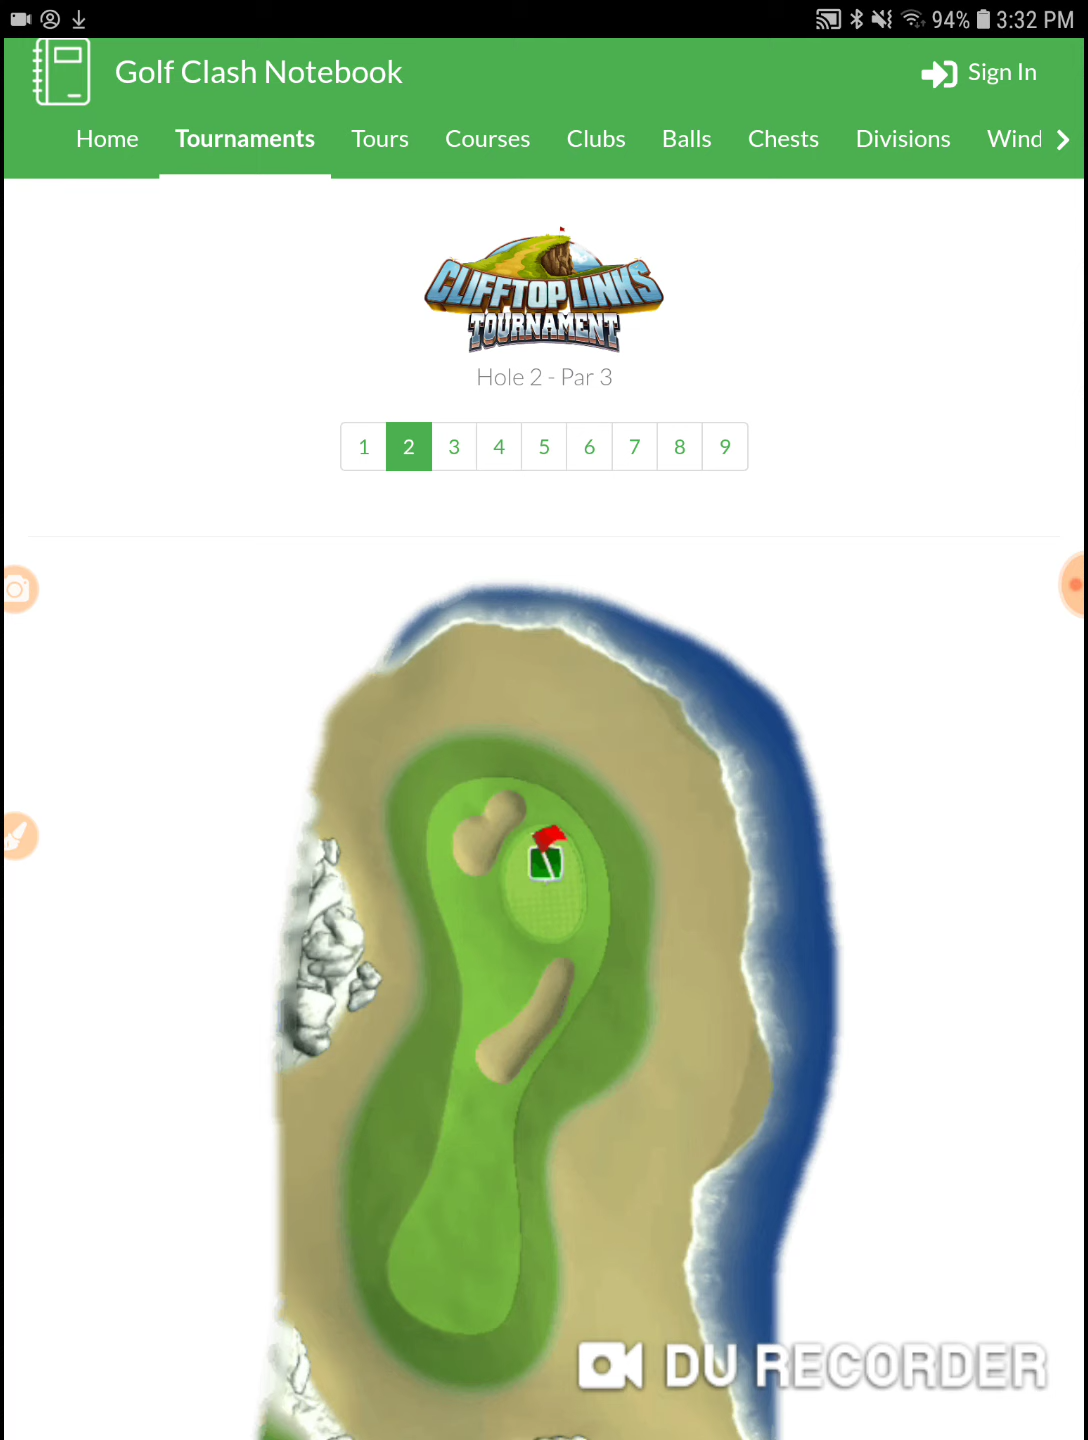 94% 3:32 PM
Golf Clash Notebook
Sign In
Home Tournaments Tours Courses Clubs Balls Chests Divisions Wind
CLIFFTOP LINKS
TOURNAMENT
Hole 2 - Par 3
1 2 3 4 5 6 7 8 9
DU RECORDER